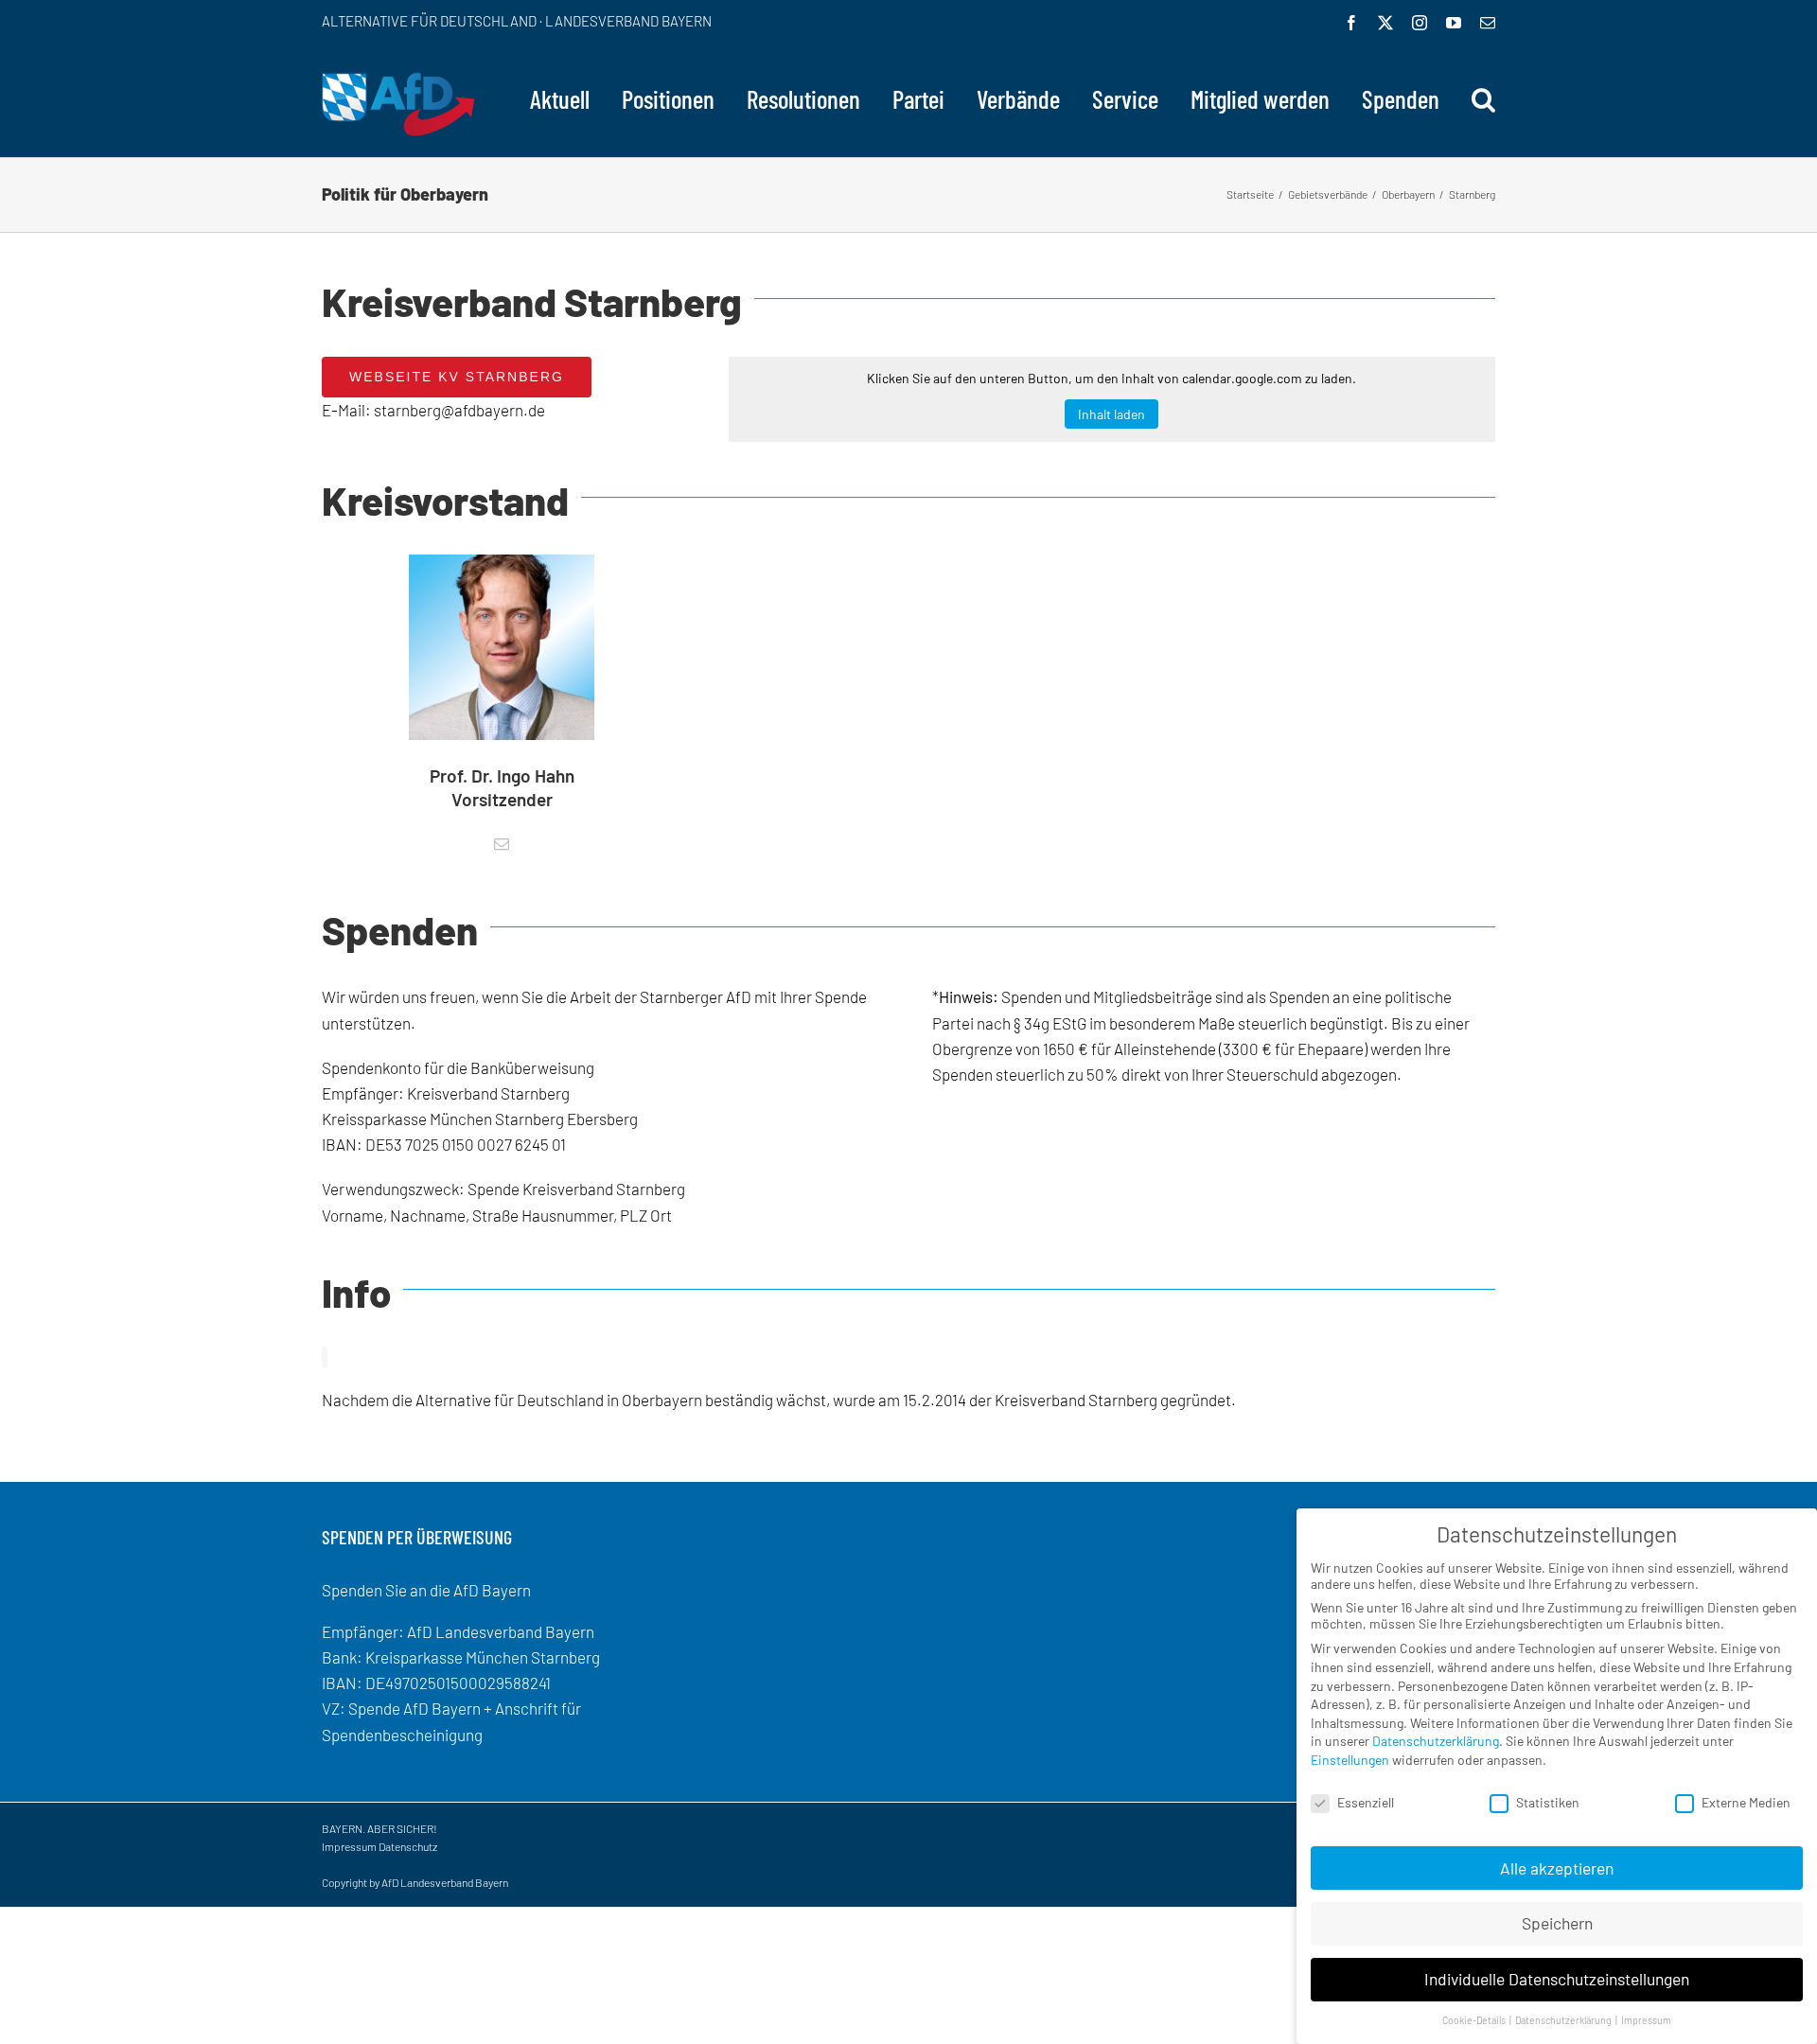 ALTERNATIVE FÜR DEUTSCHLAND · LANDESVERBAND BAYERN
AfD
Aktuell Positionen Resolutionen Partei Verbände Service Mitglied werden Spenden
Politik für Oberbayern
Startseite / Gebietsverbände / Oberbayern / Starnberg
Kreisverband Starnberg
WEBSEITE KV STARNBERG
E-Mail: starnberg@afdbayern.de
Klicken Sie auf den unteren Button, um den Inhalt von calendar.google.com zu laden.
Inhalt laden
Kreisvorstand
Prof. Dr. Ingo Hahn
Vorsitzender
Spenden
Wir würden uns freuen, wenn Sie die Arbeit der Starnberger AfD mit Ihrer Spende
unterstützen.
Spendenkonto für die Banküberweisung
Empfänger: Kreisverband Starnberg
Kreissparkasse München Starnberg Ebersberg
IBAN: DE53 7025 0150 0027 6245 01
Verwendungszweck: Spende Kreisverband Starnberg
Vorname, Nachname, Straße Hausnummer, PLZ Ort
*Hinweis: Spenden und Mitgliedsbeiträge sind als Spenden an eine politische
Partei nach § 34g EStG im besonderem Maße steuerlich begünstigt. Bis zu einer
Obergrenze von 1650 € für Alleinstehende (3300 € für Ehepaare) werden Ihre
Spenden steuerlich zu 50% direkt von Ihrer Steuerschuld abgezogen.
Info
Nachdem die Alternative für Deutschland in Oberbayern beständig wächst, wurde am 15.2.2014 der Kreisverband Starnberg gegründet.
SPENDEN PER ÜBERWEISUNG
Spenden Sie an die AfD Bayern
Empfänger: AfD Landesverband Bayern
Bank: Kreisparkasse München Starnberg
IBAN: DE49702501500029588241
VZ: Spende AfD Bayern + Anschrift für
Spendenbescheinigung
BAYERN. ABER SICHER!
Impressum Datenschutz
Copyright by AfD Landesverband Bayern
Datenschutzeinstellungen
Wir nutzen Cookies auf unserer Website. Einige von ihnen sind essenziell, während
andere uns helfen, diese Website und Ihre Erfahrung zu verbessern.
Wenn Sie unter 16 Jahre alt sind und Ihre Zustimmung zu freiwilligen Diensten geben
möchten, müssen Sie Ihre Erziehungsberechtigten um Erlaubnis bitten.
Wir verwenden Cookies und andere Technologien auf unserer Website. Einige von
ihnen sind essenziell, während andere uns helfen, diese Website und Ihre Erfahrung
zu verbessern. Personenbezogene Daten können verarbeitet werden (z. B. IP-
Adressen), z. B. für personalisierte Anzeigen und Inhalte oder Anzeigen- und
Inhaltsmessung. Weitere Informationen über die Verwendung Ihrer Daten finden Sie
in unserer Datenschutzerklärung. Sie können Ihre Auswahl jederzeit unter
Einstellungen widerrufen oder anpassen.
Essenziell Statistiken Externe Medien
Alle akzeptieren
Speichern
Individuelle Datenschutzeinstellungen
Cookie-Details | Datenschutzerklärung | Impressum